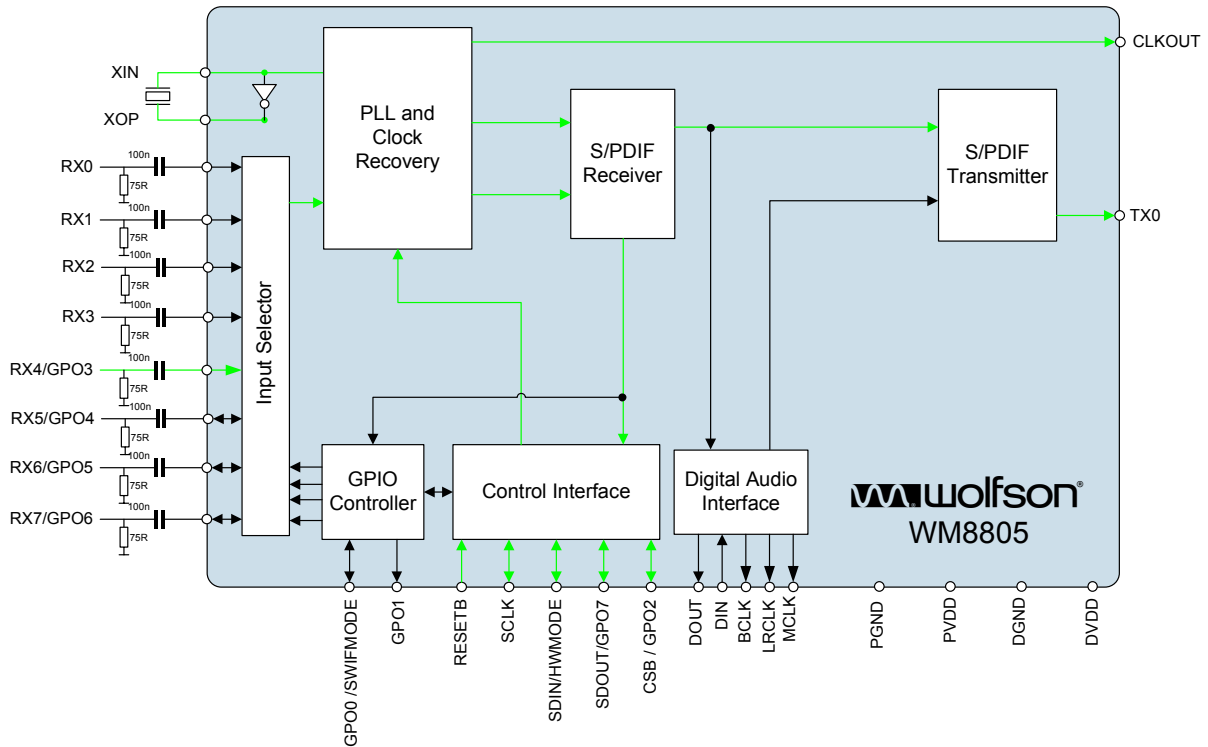 CLKOUT
XIN
XOP
PLL and
Clock
Recovery
S/PDIF
Receiver
S/PDIF
Transmitter
TX0
RX0
100n
75R
RX1
100n
75R
RX2
100n
75R
RX3
100n
75R
RX4/GPO3
100n
75R
RX5/GPO4
100n
75R
RX6/GPO5
100n
75R
RX7/GPO6
100n
75R
Input Selector
GPIO
Controller
Control Interface
Digital Audio
Interface
wolfson®
WM8805
GPO0 /SWIFMODE
GPO1
RESETB
SCLK
SDIN/HWMODE
SDOUT/GPO7
CSB / GPO2
DOUT
DIN
BCLK
LRCLK
MCLK
PGND
PVDD
DGND
DVDD